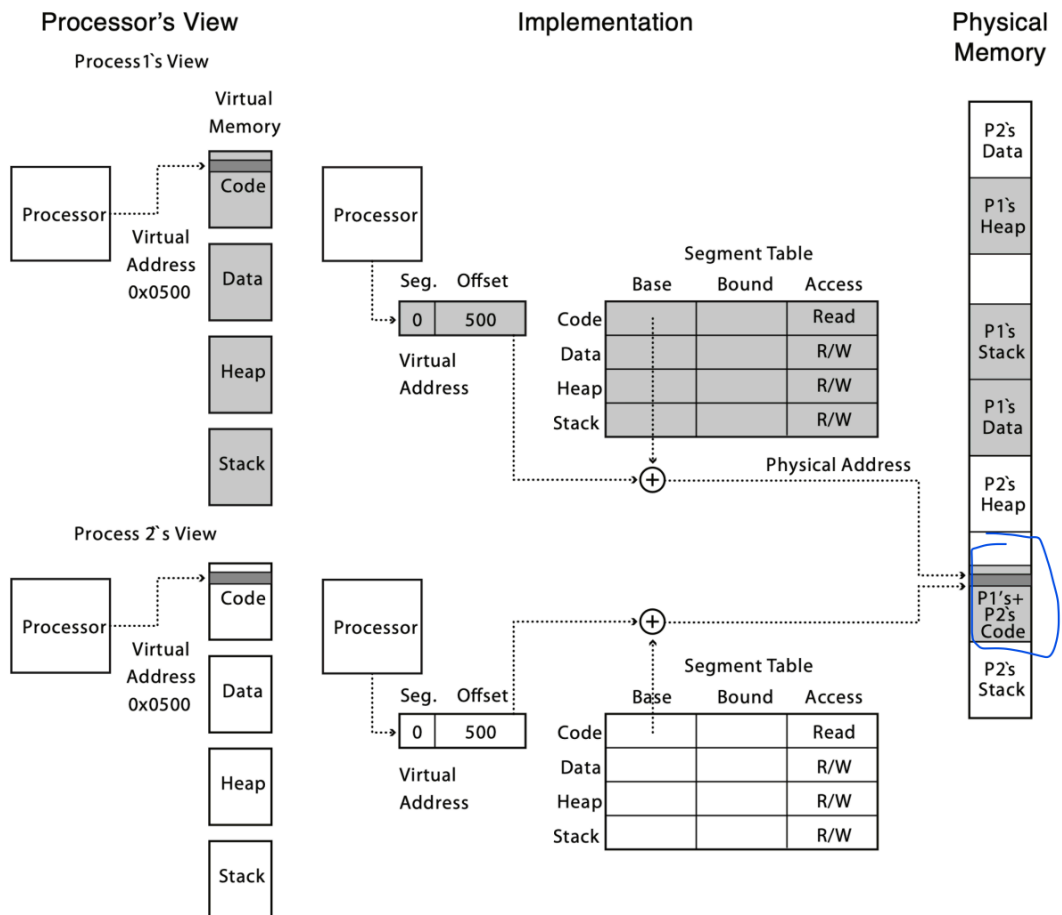 Processor's View
Implementation
Physical
Memory
Process1`s View
Virtual
Memory
Processor
Virtual
Address
0x0500
Code
Data
Heap
Stack
Processor
Seg. Offset
0 500
Virtual
Address
Segment Table
Base Bound Access
Code Read
Data R/W
Heap R/W
Stack R/W
Physical Address
Process 2`s View
Processor
Virtual
Address
0x0500
Code
Data
Heap
Stack
Processor
Seg. Offset
0 500
Virtual
Address
Segment Table
Base Bound Access
Code Read
Data R/W
Heap R/W
Stack R/W
P2`s
Data
P1`s
Heap
P1`s
Stack
P1`s
Data
P2`s
Heap
P1's+
P2`s
Code
P2`s
Stack